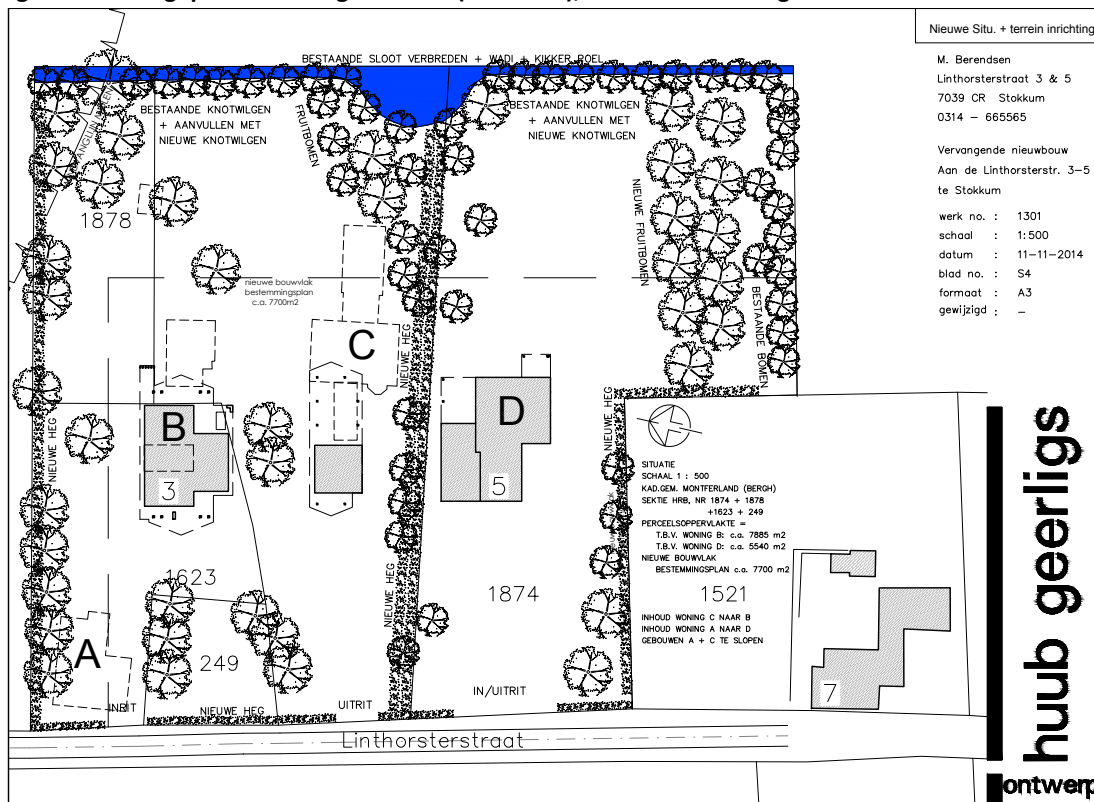 Nieuwe Situ. + terrein inrichting
M. Berendsen
Linthorsterstraat 3 & 5
7039 CR Stokkum
0314 - 665565
Vervangende nieuwbouw
Aan de Linthorsterstr. 3-5
te Stokkum
werk no. : 1301
schaal : 1:500
datum : 11-11-2014
blad no. : S4
formaat : A3
gewijzigd : -
BESTAANDE SLOOT VERBREDEN + WADI + KIKKER POEL
BESTAANDE KNOTWILGEN
+ AANVULLEN MET
NIEUWE KNOTWILGEN
FRUITBOMEN
BESTAANDE KNOTWILGEN
+ AANVULLEN MET
NIEUWE KNOTWILGEN
NIEUWE FRUITBOMEN
BESTAANDE BOMEN
1878
nieuwe bouwvlak
bestemmingsplan
c.a. 7700m2
C
NIEUWE HEG
B
3
D
5
NIEUWE HEG
NIEUWE HEG
NIEUWE HEG
SITUATIE
SCHAAL 1 : 500
KAD.GEM. MONTFERLAND (BERGH)
SEKTIE HRB, NR 1874 + 1878
+1623 + 249
PERCEELSOPPERVLAKTE =
T.B.V. WONING B: c.a. 7885 m2
T.B.V. WONING D: c.a. 5540 m2
NIEUWE BOUWVLAK
BESTEMMINGSPLAN c.a. 7700 m2
INHOUD WONING C NAAR B
INHOUD WONING A NAAR D
GEBOUWEN A + C TE SLOPEN
1623
1874
1521
A
249
7
INRIT
NIEUWE HEG
UITRIT
IN/UITRIT
Linthorsterstraat
huub geerligs
ontwerp